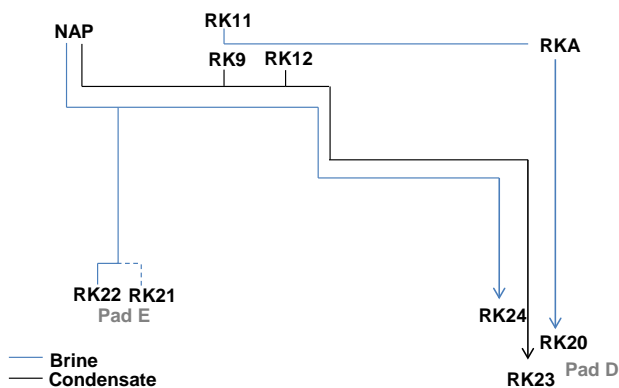 RK11
NAP
RKA
RK9 RK12
RK22 RK21
Pad E
RK24
RK20
Pad D
RK23
Brine
Condensate